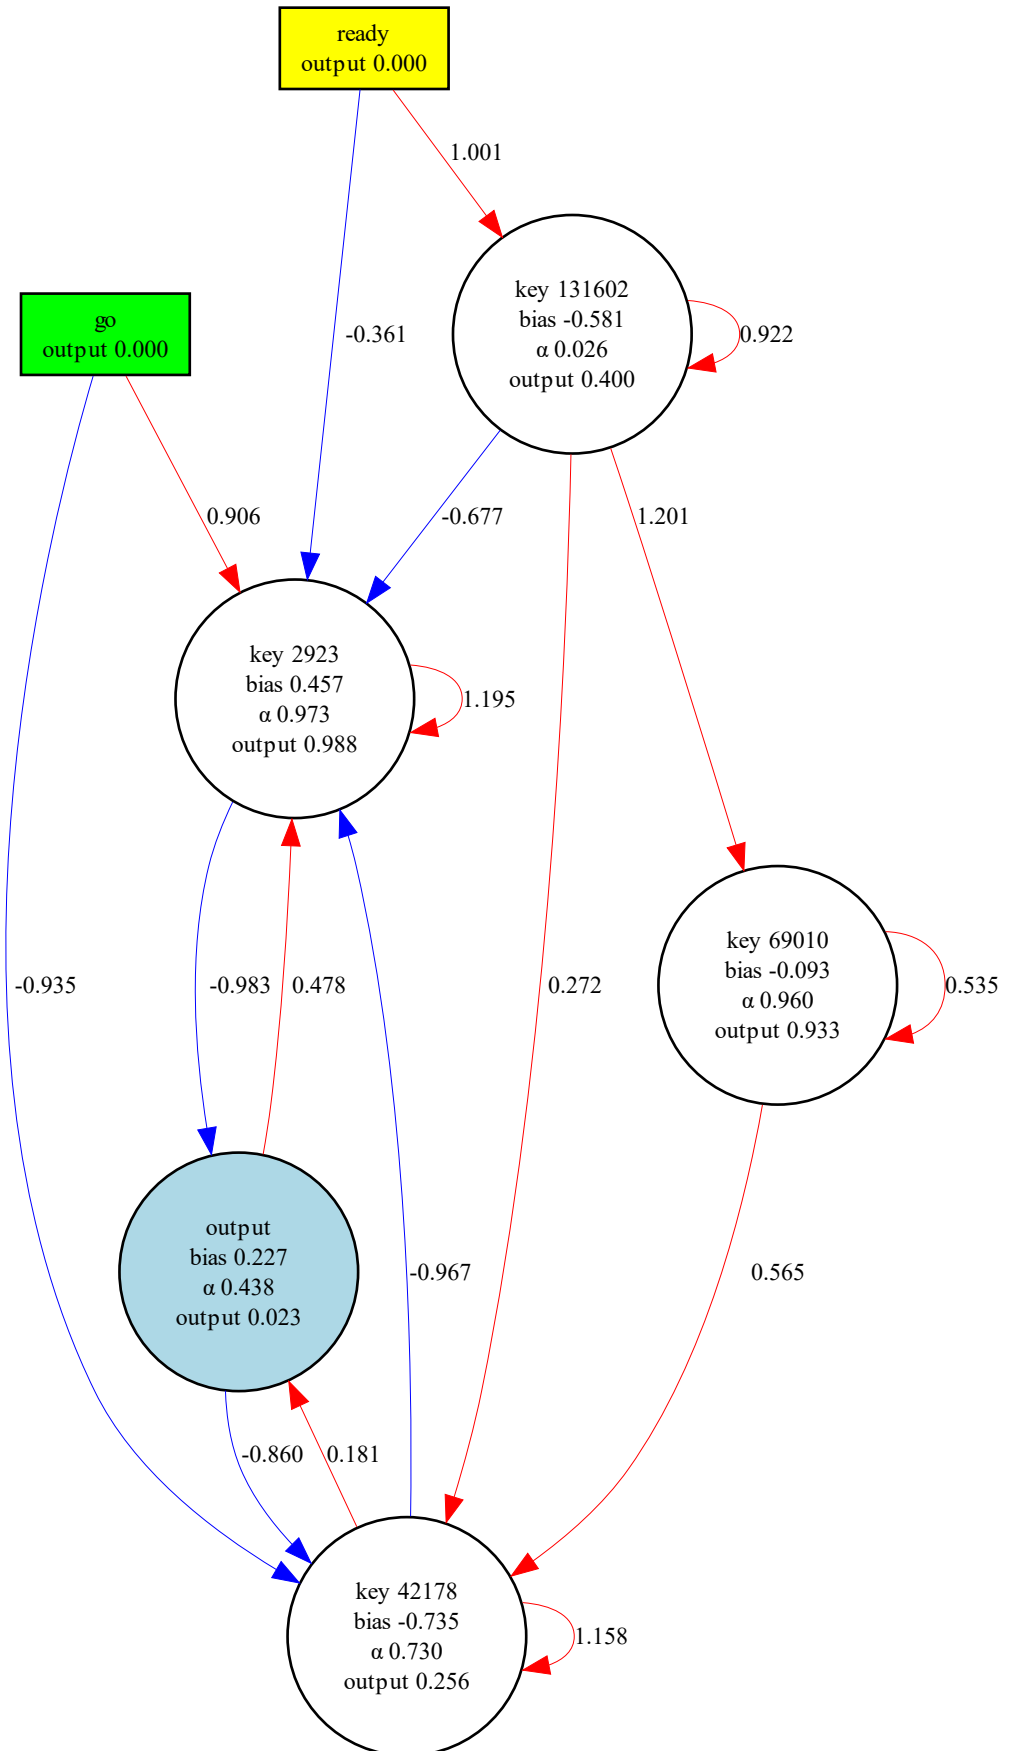 ready
output 0.000
1.001
key 131602
bias -0.581
α 0.026
output 0.400
0.922
go
output 0.000
-0.361
0.906
-0.677
1.201
key 2923
bias 0.457
α 0.973
output 0.988
1.195
key 69010
bias -0.093
α 0.960
output 0.933
0.535
-0.935
-0.983
0.478
0.272
output
bias 0.227
α 0.438
output 0.023
-0.967
0.565
-0.860
0.181
key 42178
bias -0.735
α 0.730
output 0.256
1.158